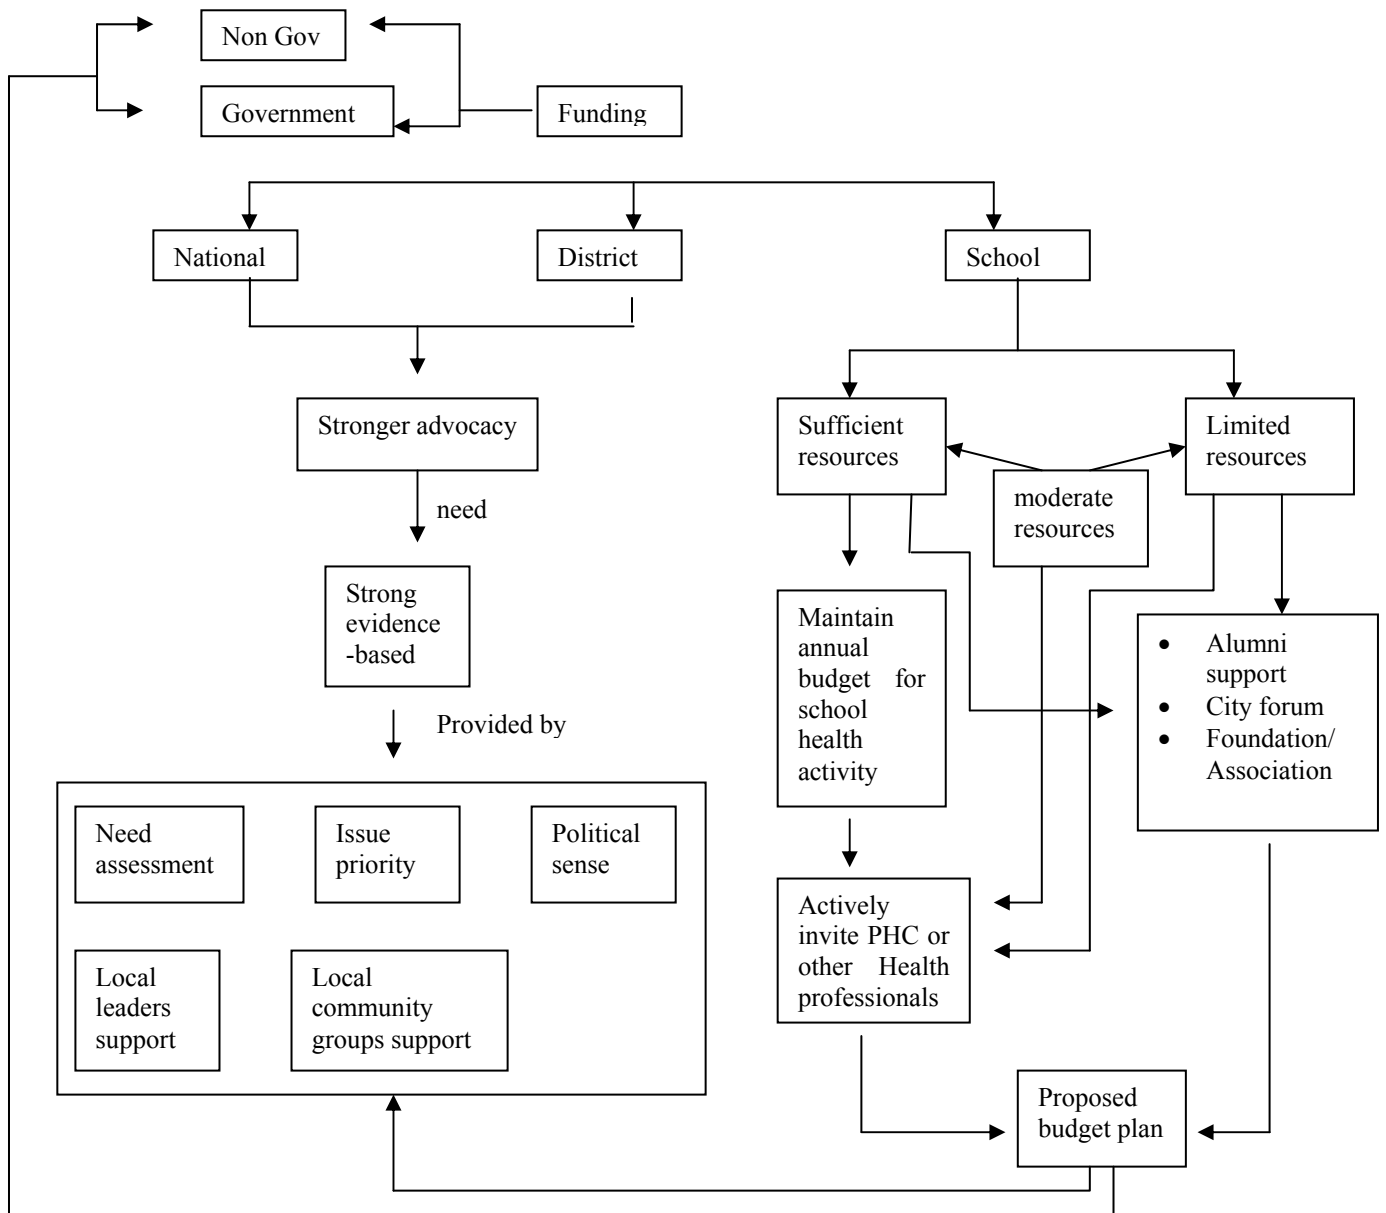 Non Gov
Government
Funding
National
District
School
Stronger advocacy
need
Strong
evidence
-based
Provided by
Need
assessment
Issue
priority
Political
sense
Local
leaders
support
Local
community
groups support
Sufficient
resources
moderate
resources
Limited
resources
Maintain
annual
budget for
school
health
activity
• Alumni
support
• City forum
• Foundation/
Association
Actively
invite PHC or
other Health
professionals
Proposed
budget plan